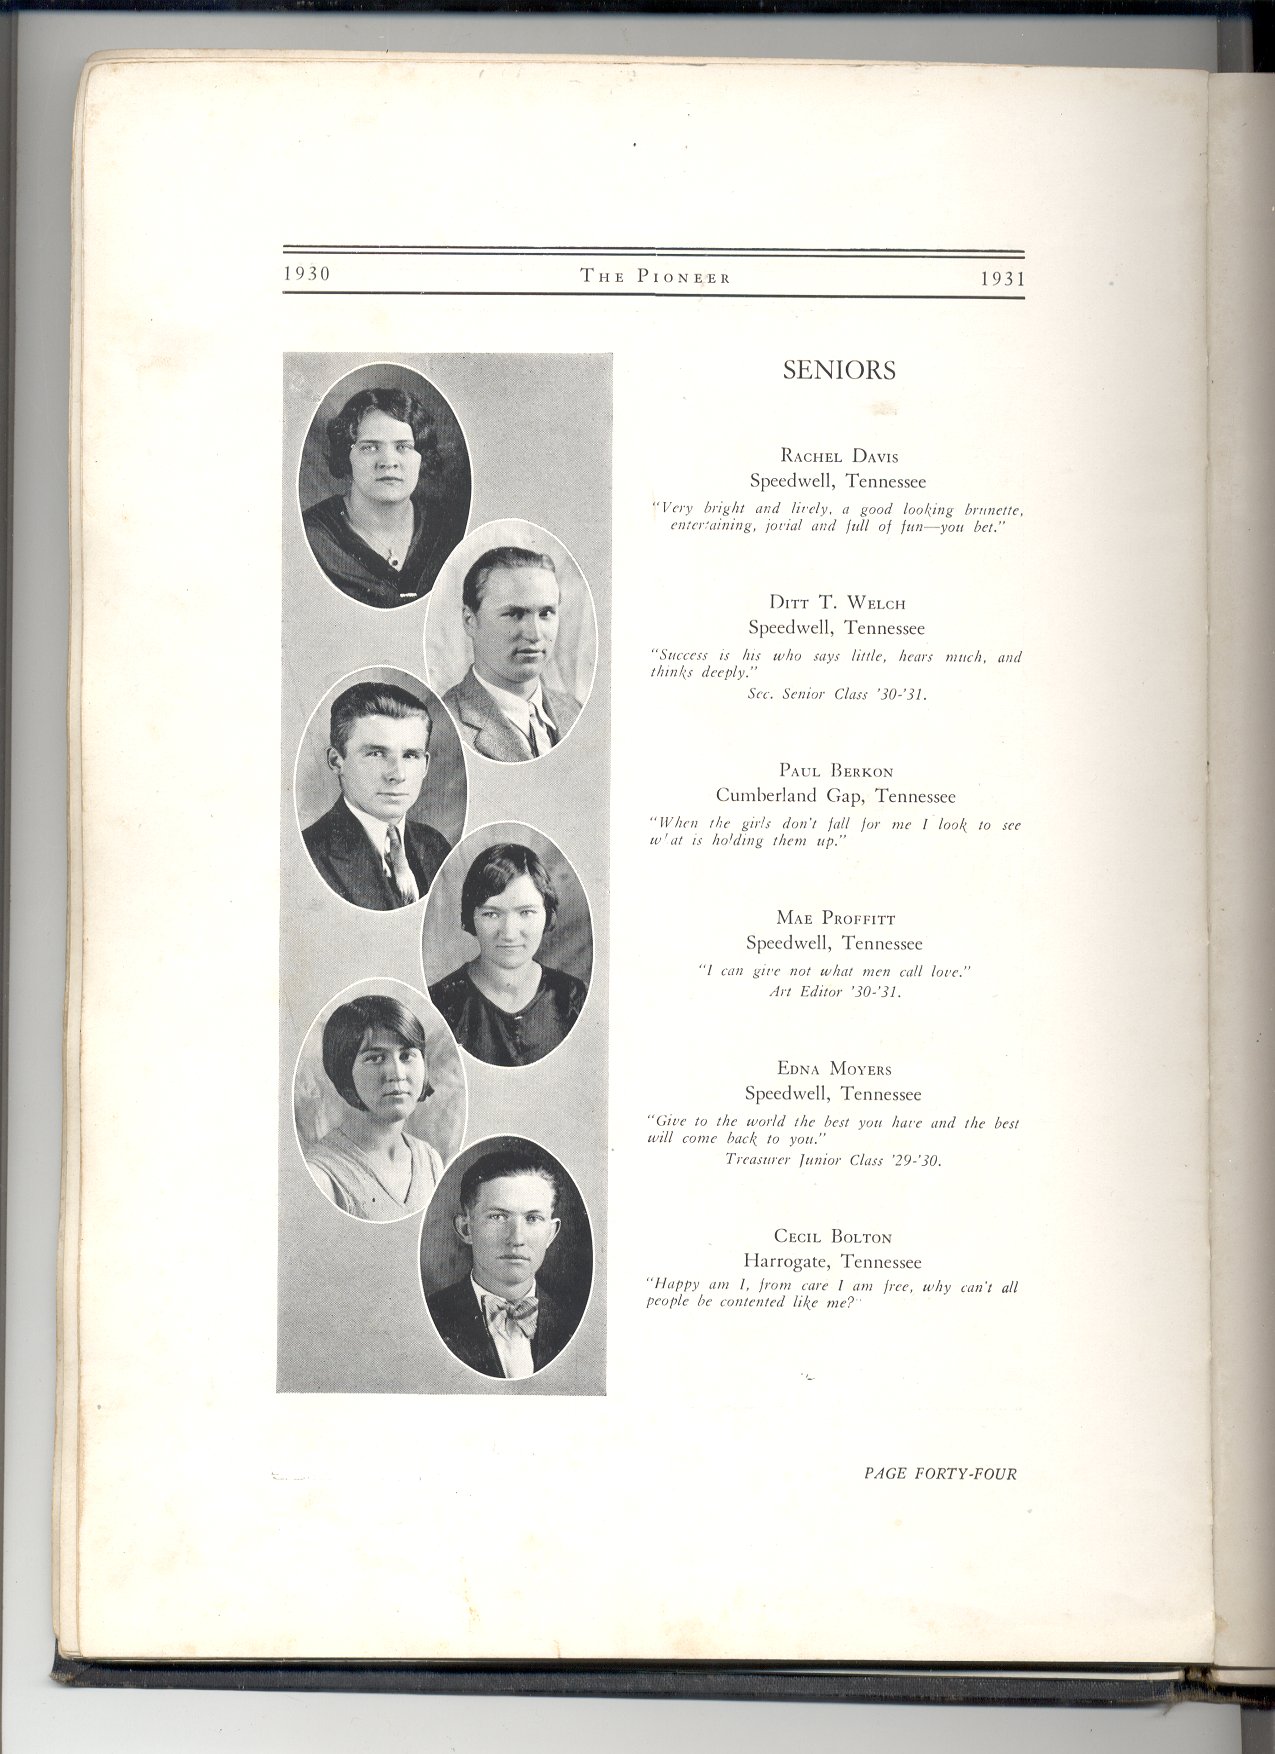 1930 THE PIONEER 1931
SENIORS
RACHEL DAVIS
Speedwell, Tennessee
"Very bright and lively, a good looking brunette,
entertaining, jovial and full of fun—you bet."
DITT T. WELCH
Speedwell, Tennessee
"Success is his who says little, hears much, and
thinks deeply."
Sec. Senior Class '30-'31.
PAUL BERKON
Cumberland Gap, Tennessee
"When the girls don't fall for me I look to see
what is holding them up."
MAE PROFFITT
Speedwell, Tennessee
"I can give not what men call love."
Art Editor '30-'31.
EDNA MOYERS
Speedwell, Tennessee
"Give to the world the best you have and the best
will come back to you."
Treasurer Junior Class '29-'30.
CECIL BOLTON
Harrogate, Tennessee
"Happy am I, from care I am free, why can't all
people be contented like me?"
PAGE FORTY-FOUR